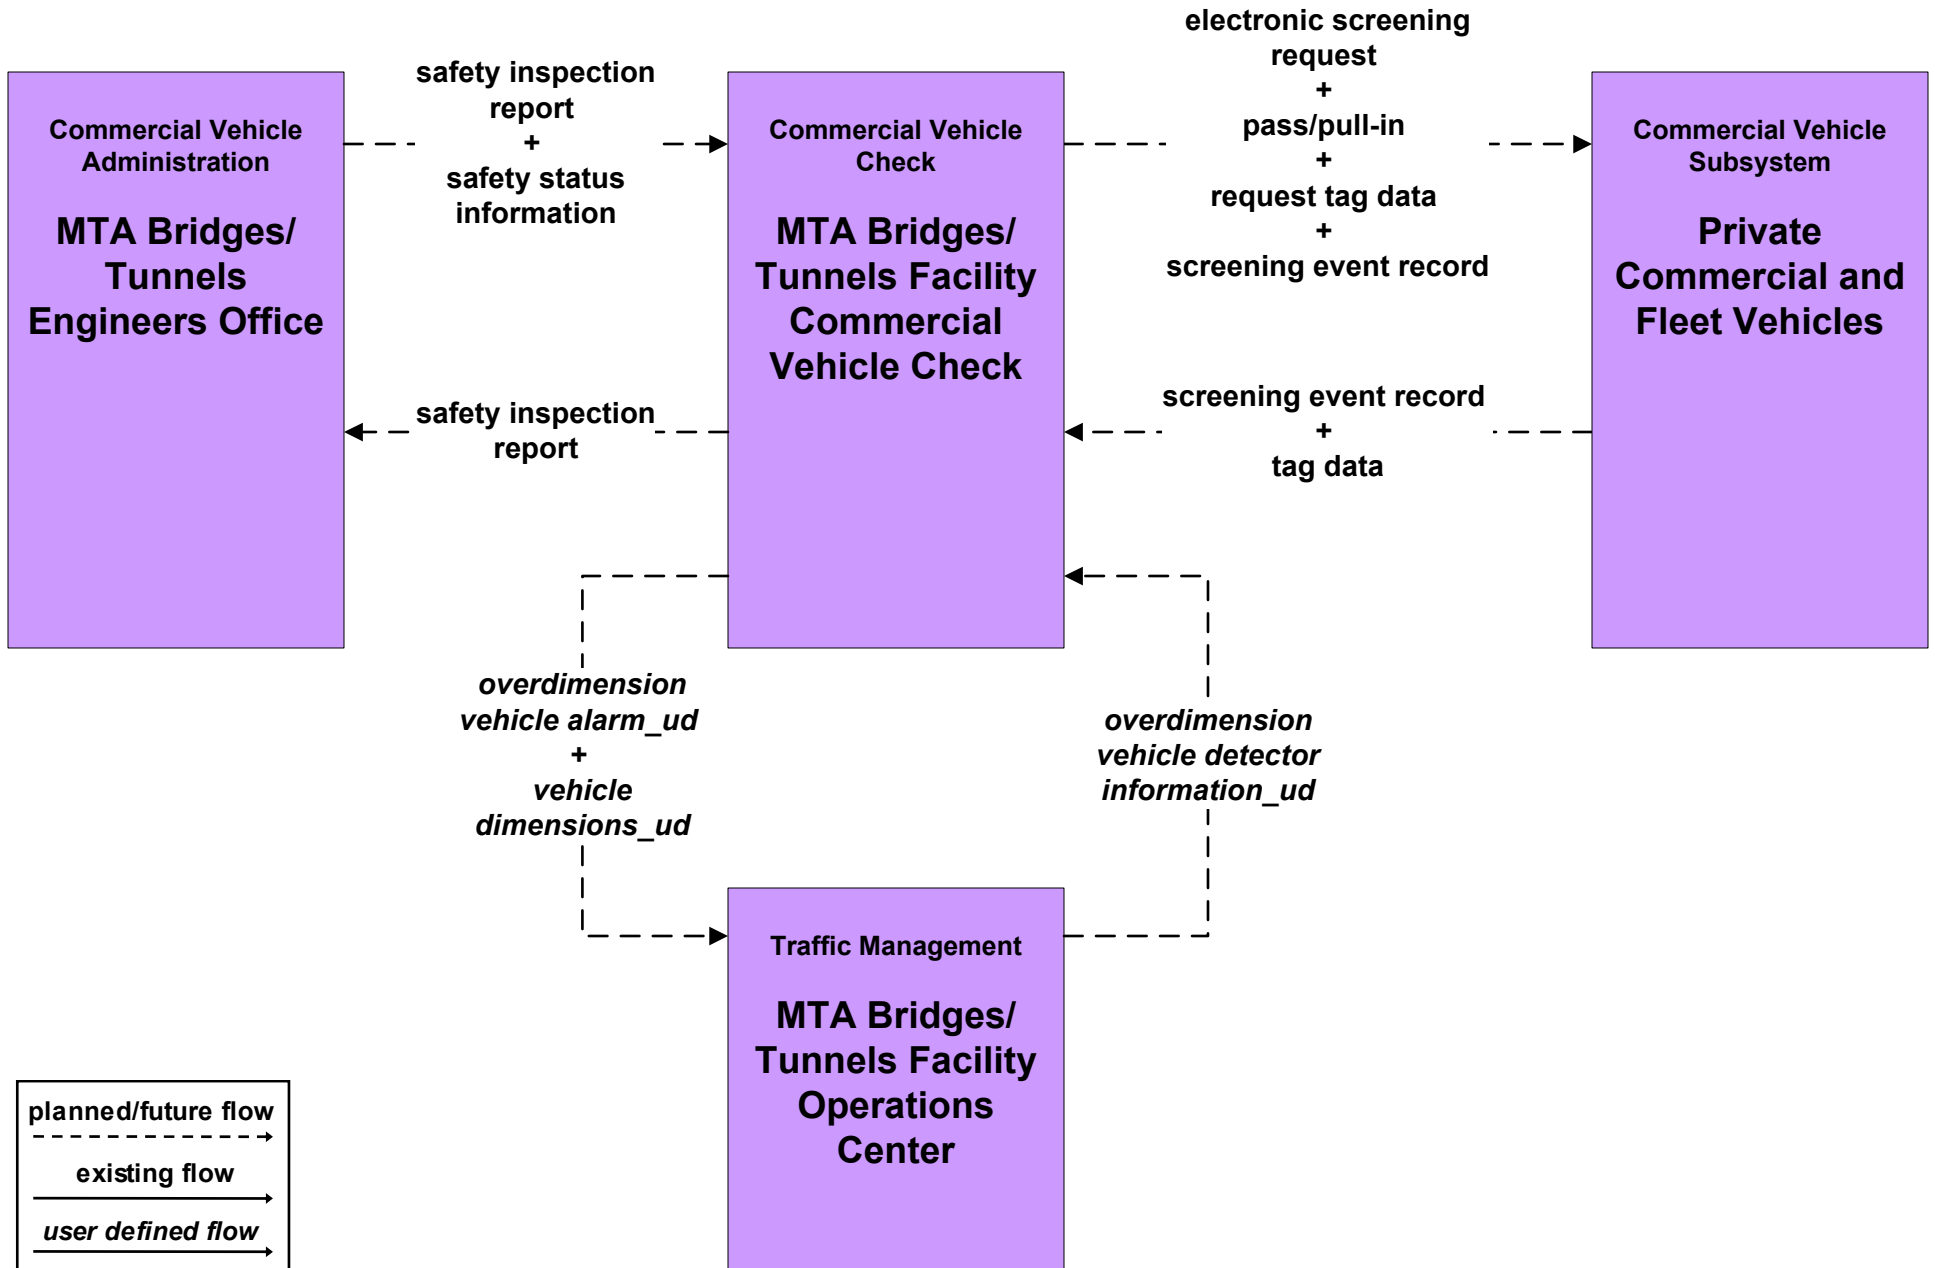 Commercial Vehicle
Administration
MTA Bridges/
Tunnels
Engineers Office
safety inspection
report
+
safety status
information
safety inspection
report
Commercial Vehicle
Check
MTA Bridges/
Tunnels Facility
Commercial
Vehicle Check
electronic screening
request
+
pass/pull-in
+
request tag data
+
screening event record
screening event record
+
tag data
Commercial Vehicle
Subsystem
Private
Commercial and
Fleet Vehicles
overdimension
vehicle alarm_ud
+
vehicle
dimensions_ud
overdimension
vehicle detector
information_ud
Traffic Management
MTA Bridges/
Tunnels Facility
Operations
Center
planned/future flow
existing flow
user defined flow